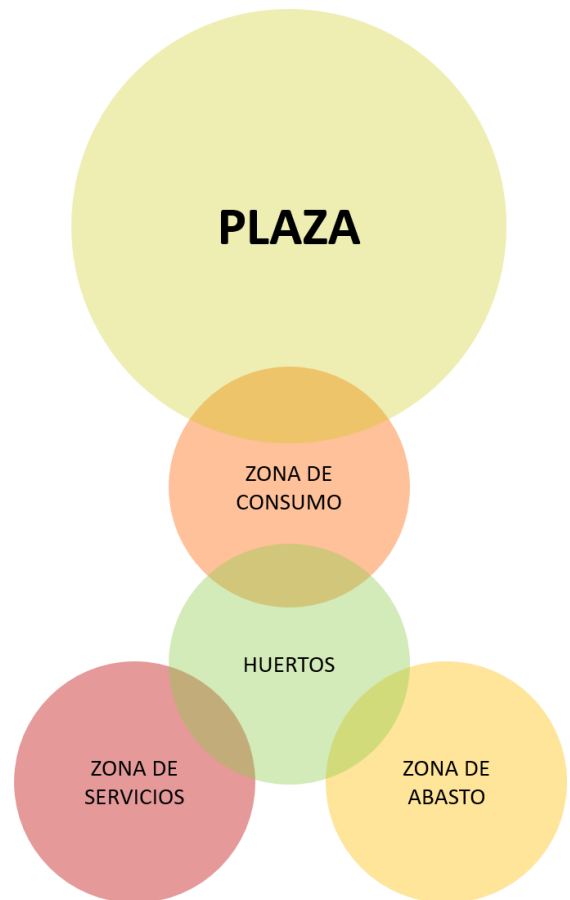 PLAZA
ZONA DE
CONSUMO
HUERTOS
ZONA DE
SERVICIOS
ZONA DE
ABASTO